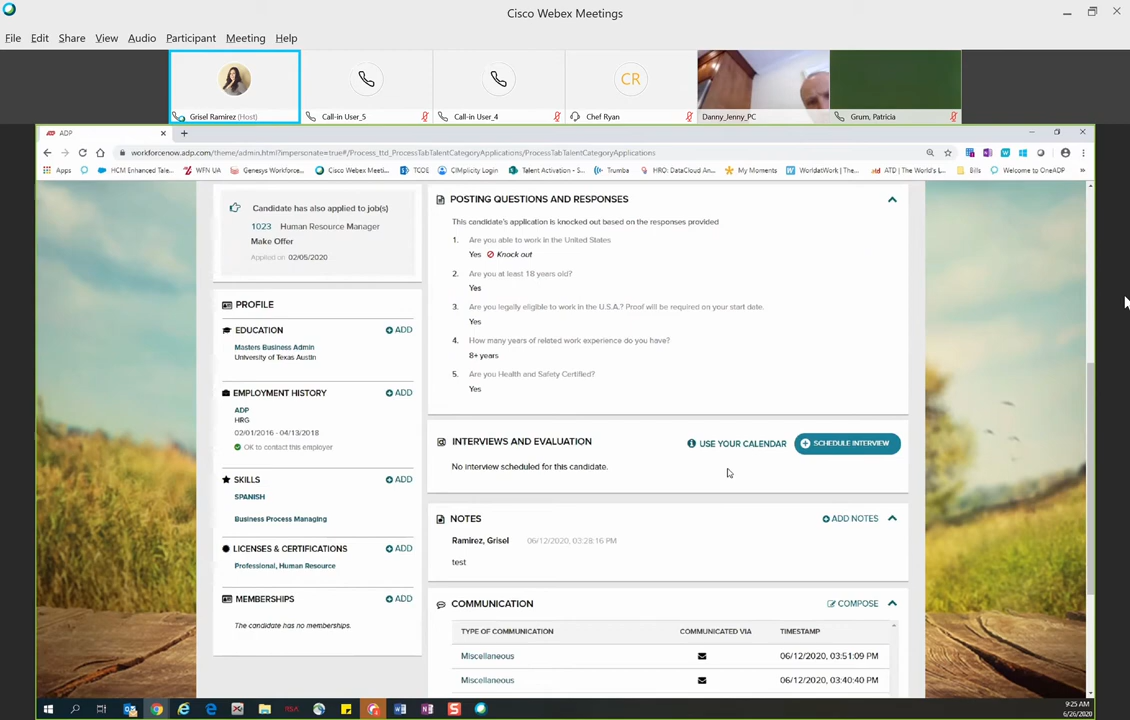 Cisco Webex Meetings
File Edit Share View Audio Participant Meeting Help
CR
Grisel Ramirez (Host) Call-in User_5 Call-in User_4 Chef Ryan Danny_Jenny_PC Grum, Patricia
ADP
workforcenow.adp.com/theme/admin.html?impersonate=true#/Process_ttd_ProcessTabTalentCategoryApplications/ProcessTabTalentCategoryApplications
Apps HCM Enhanced Tale... WFN UA Genesys Workforce... Cisco Webex Meeti... TCOE CIMplicity Login Talent Activation - S... Trumba HRO: DataCloud An... My Moments WorldatWork | The... ATD | The World's L... Bills Welcome to OneADP »
Candidate has also applied to job(s)
1023 Human Resource Manager
Make Offer
Applied on 02/05/2020
PROFILE
EDUCATION ADD
Masters Business Admin
University of Texas Austin
EMPLOYMENT HISTORY ADD
ADP
HRG
02/01/2016 - 04/13/2018
OK to contact this employer
SKILLS ADD
SPANISH
Business Process Managing
LICENSES & CERTIFICATIONS ADD
Professional, Human Resource
MEMBERSHIPS ADD
The candidate has no memberships.
POSTING QUESTIONS AND RESPONSES
This candidate's application is knocked out based on the responses provided
1. Are you able to work in the United States
Yes Knock out
2. Are you at least 18 years old?
Yes
3. Are you legally eligible to work in the U.S.A.? Proof will be required on your start date.
Yes
4. How many years of related work experience do you have?
8+ years
5. Are you Health and Safety Certified?
Yes
INTERVIEWS AND EVALUATION USE YOUR CALENDAR SCHEDULE INTERVIEW
No interview scheduled for this candidate.
NOTES ADD NOTES
Ramirez, Grisel 06/12/2020, 03:28:16 PM
test
COMMUNICATION COMPOSE
TYPE OF COMMUNICATION COMMUNICATED VIA TIMESTAMP
Miscellaneous 06/12/2020, 03:51:09 PM
Miscellaneous 06/12/2020, 03:40:40 PM
9:25 AM
6/26/2020